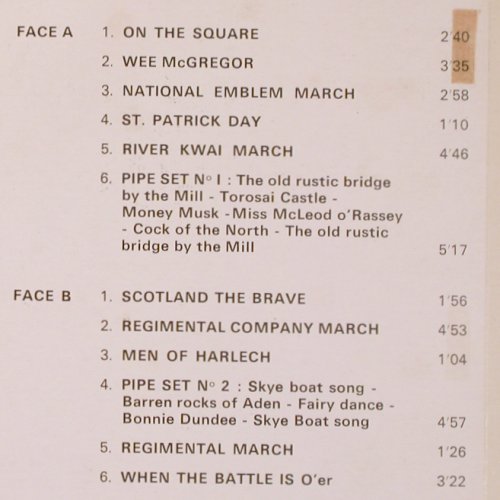 FACE A 1. ON THE SQUARE 2'40
2. WEE McGREGOR 3'35
3. NATIONAL EMBLEM MARCH 2'58
4. ST. PATRICK DAY 1'10
5. RIVER KWAI MARCH 4'46
6. PIPE SET No I : The old rustic bridge
by the Mill - Torosai Castle -
Money Musk - Miss McLeod o'Rassey
- Cock of the North - The old rustic
bridge by the Mill 5'17
FACE B 1. SCOTLAND THE BRAVE 1'56
2. REGIMENTAL COMPANY MARCH 4'53
3. MEN OF HARLECH 1'04
4. PIPE SET No 2 : Skye boat song -
Barren rocks of Aden - Fairy dance -
Bonnie Dundee - Skye Boat song 4'57
5. REGIMENTAL MARCH 1'26
6. WHEN THE BATTLE IS O'er 3'22